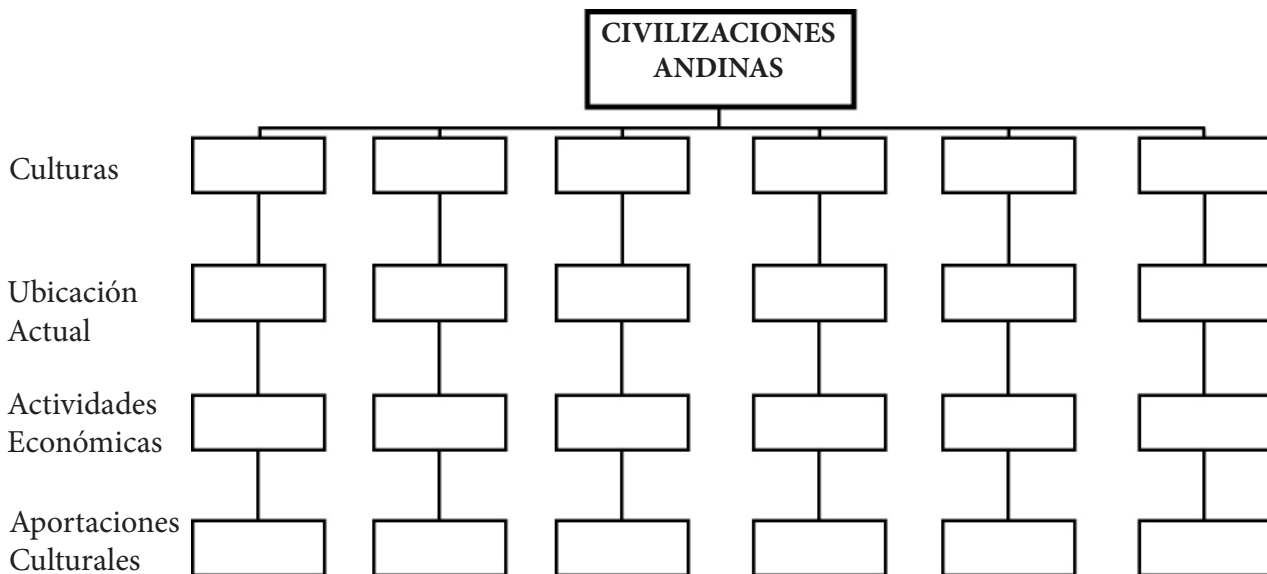 CIVILIZACIONES
ANDINAS
Culturas
Ubicación
Actual
Actividades
Económicas
Aportaciones
Culturales